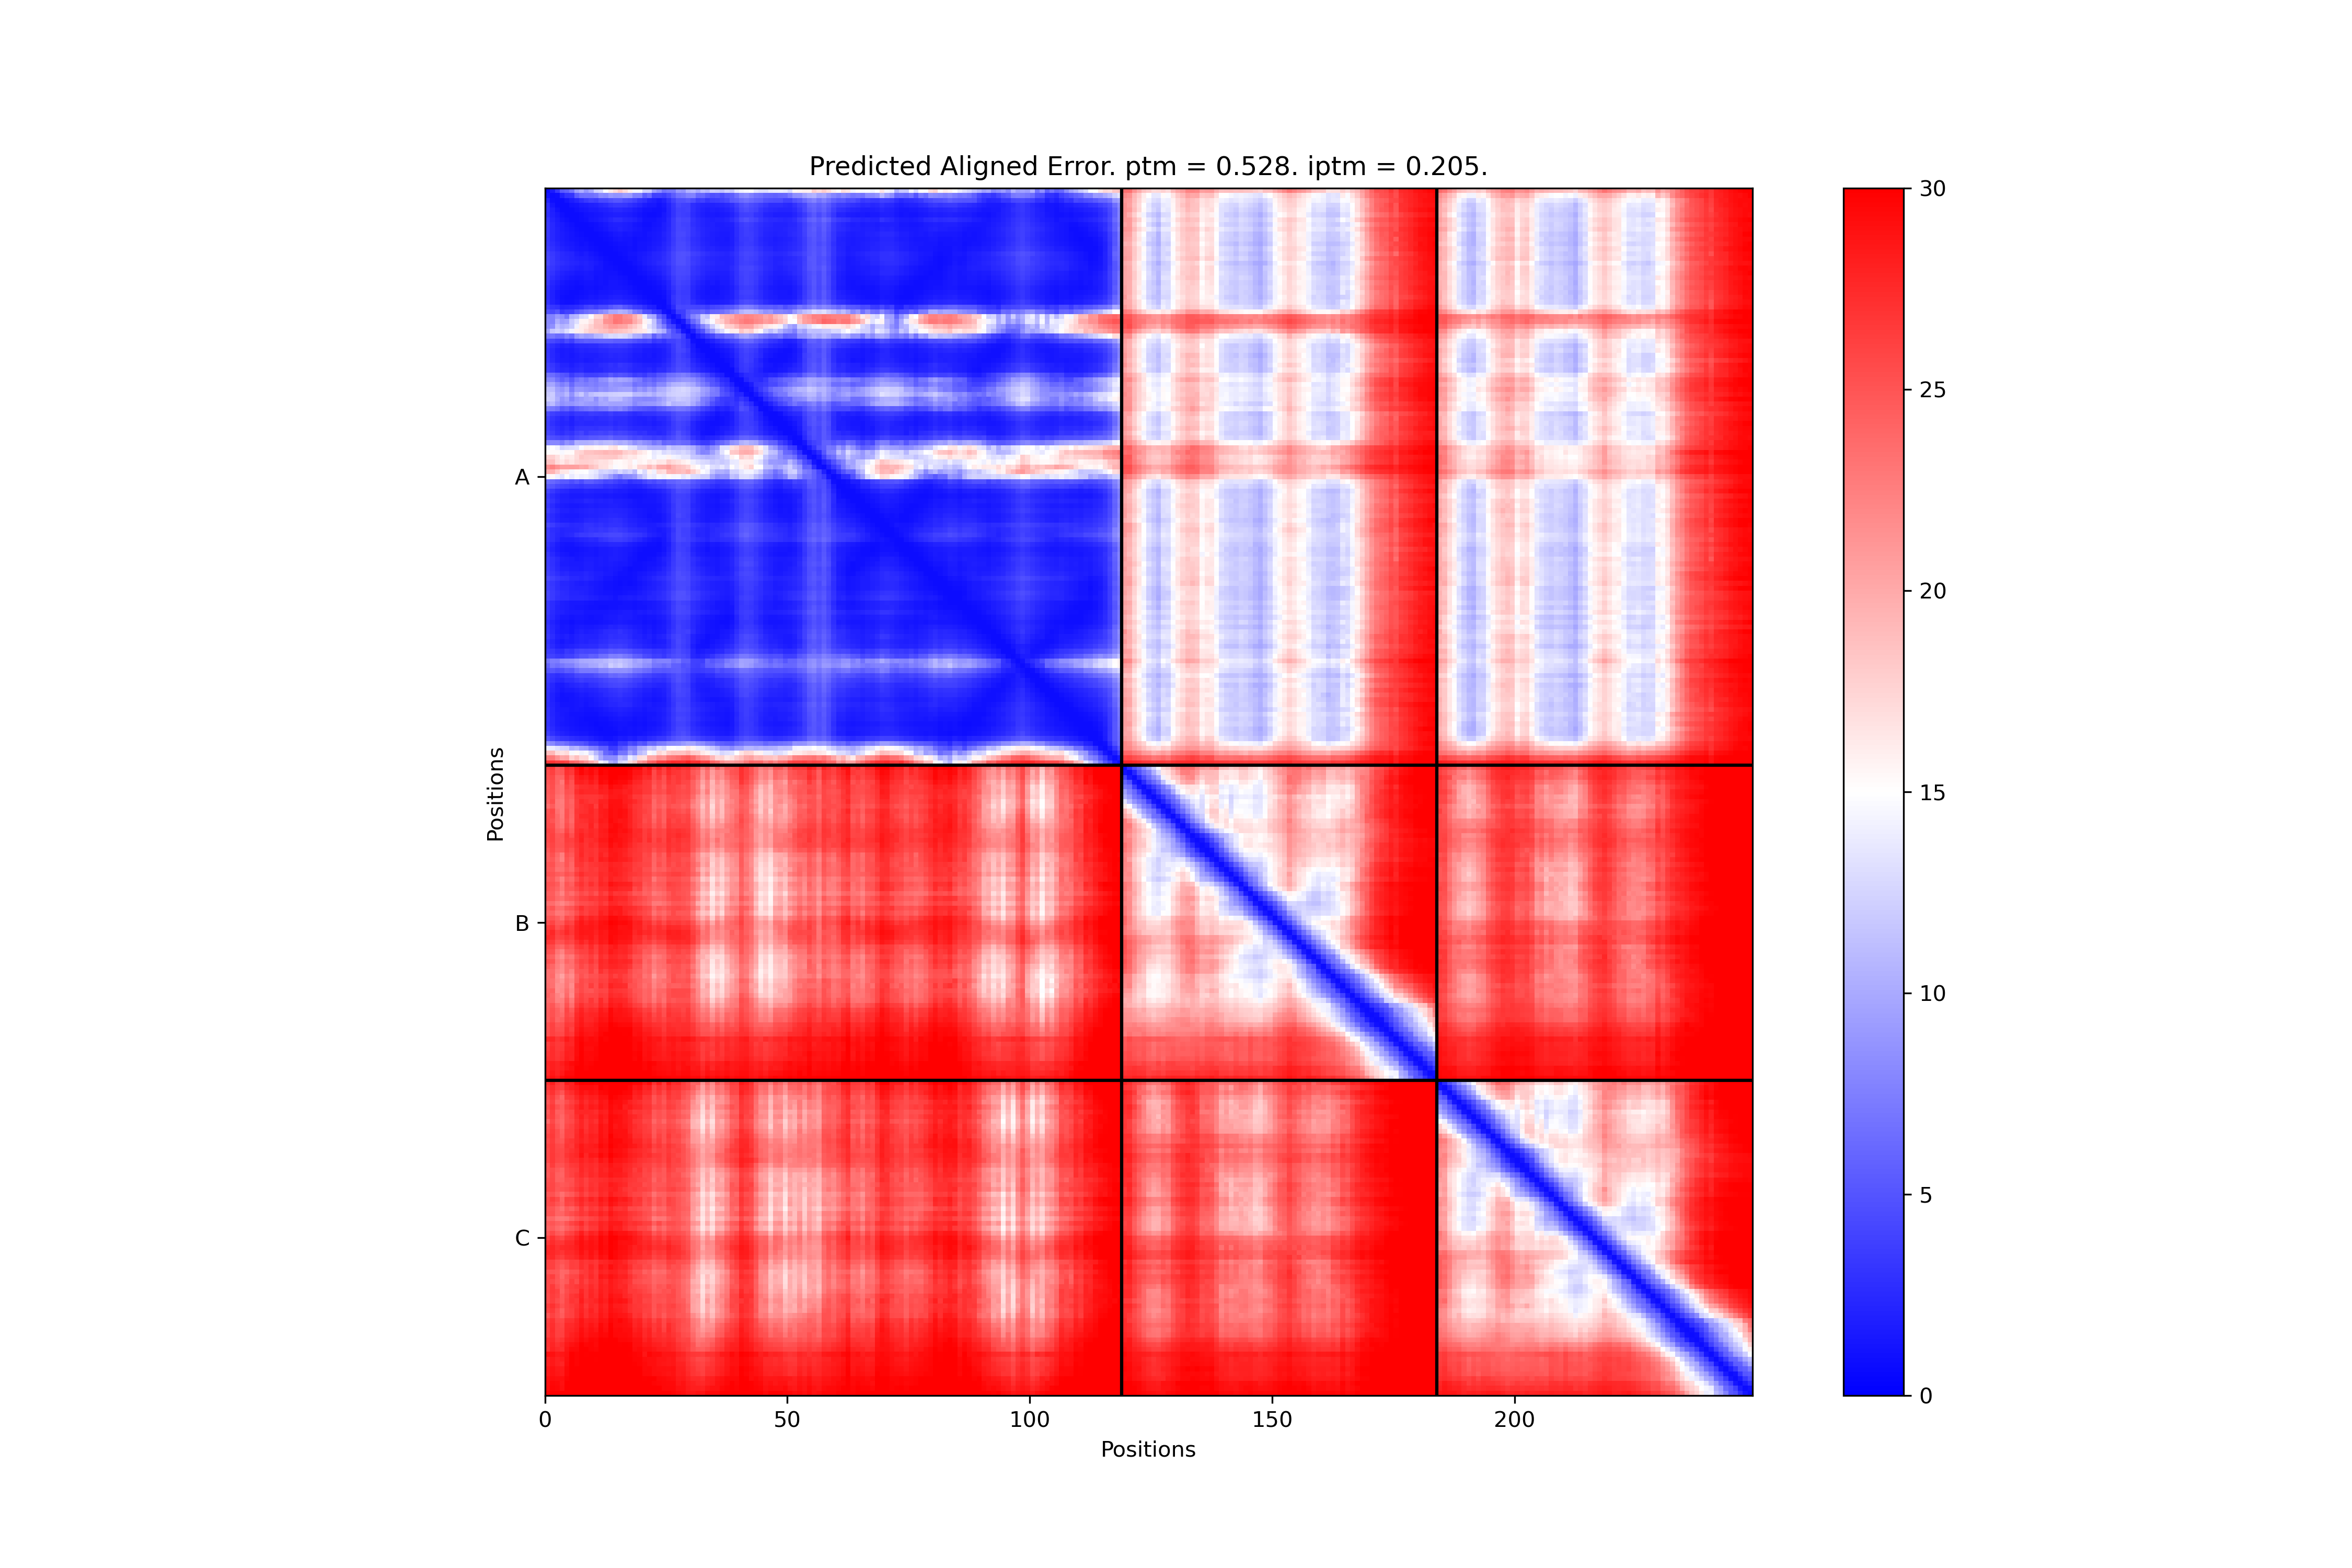 Predicted Aligned Error. ptm = 0.528. iptm = 0.205.
A
B
C
Positions
0 50 100 150 200
Positions
30
25
20
15
10
5
0